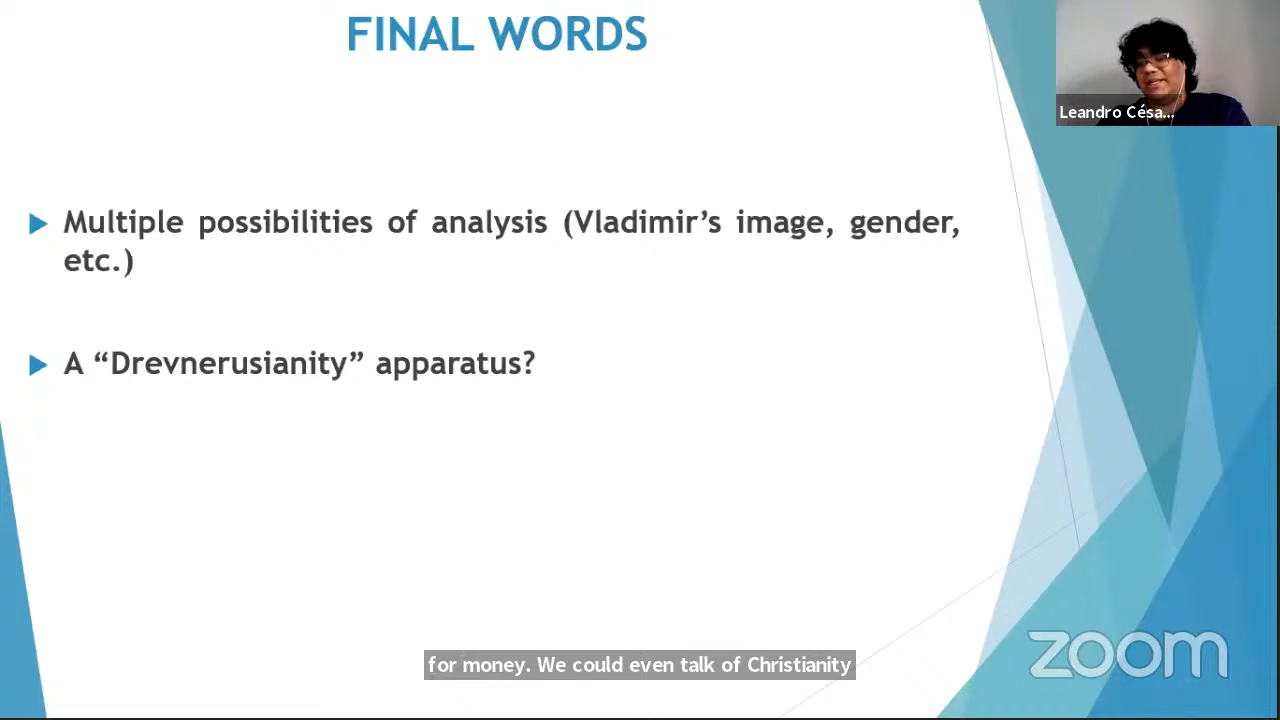 FINAL WORDS
Leandro Césa...
Multiple possibilities of analysis (Vladimir’s image, gender,
etc.)
A “Drevnerusianity” apparatus?
for money. We could even talk of Christianity
zoom